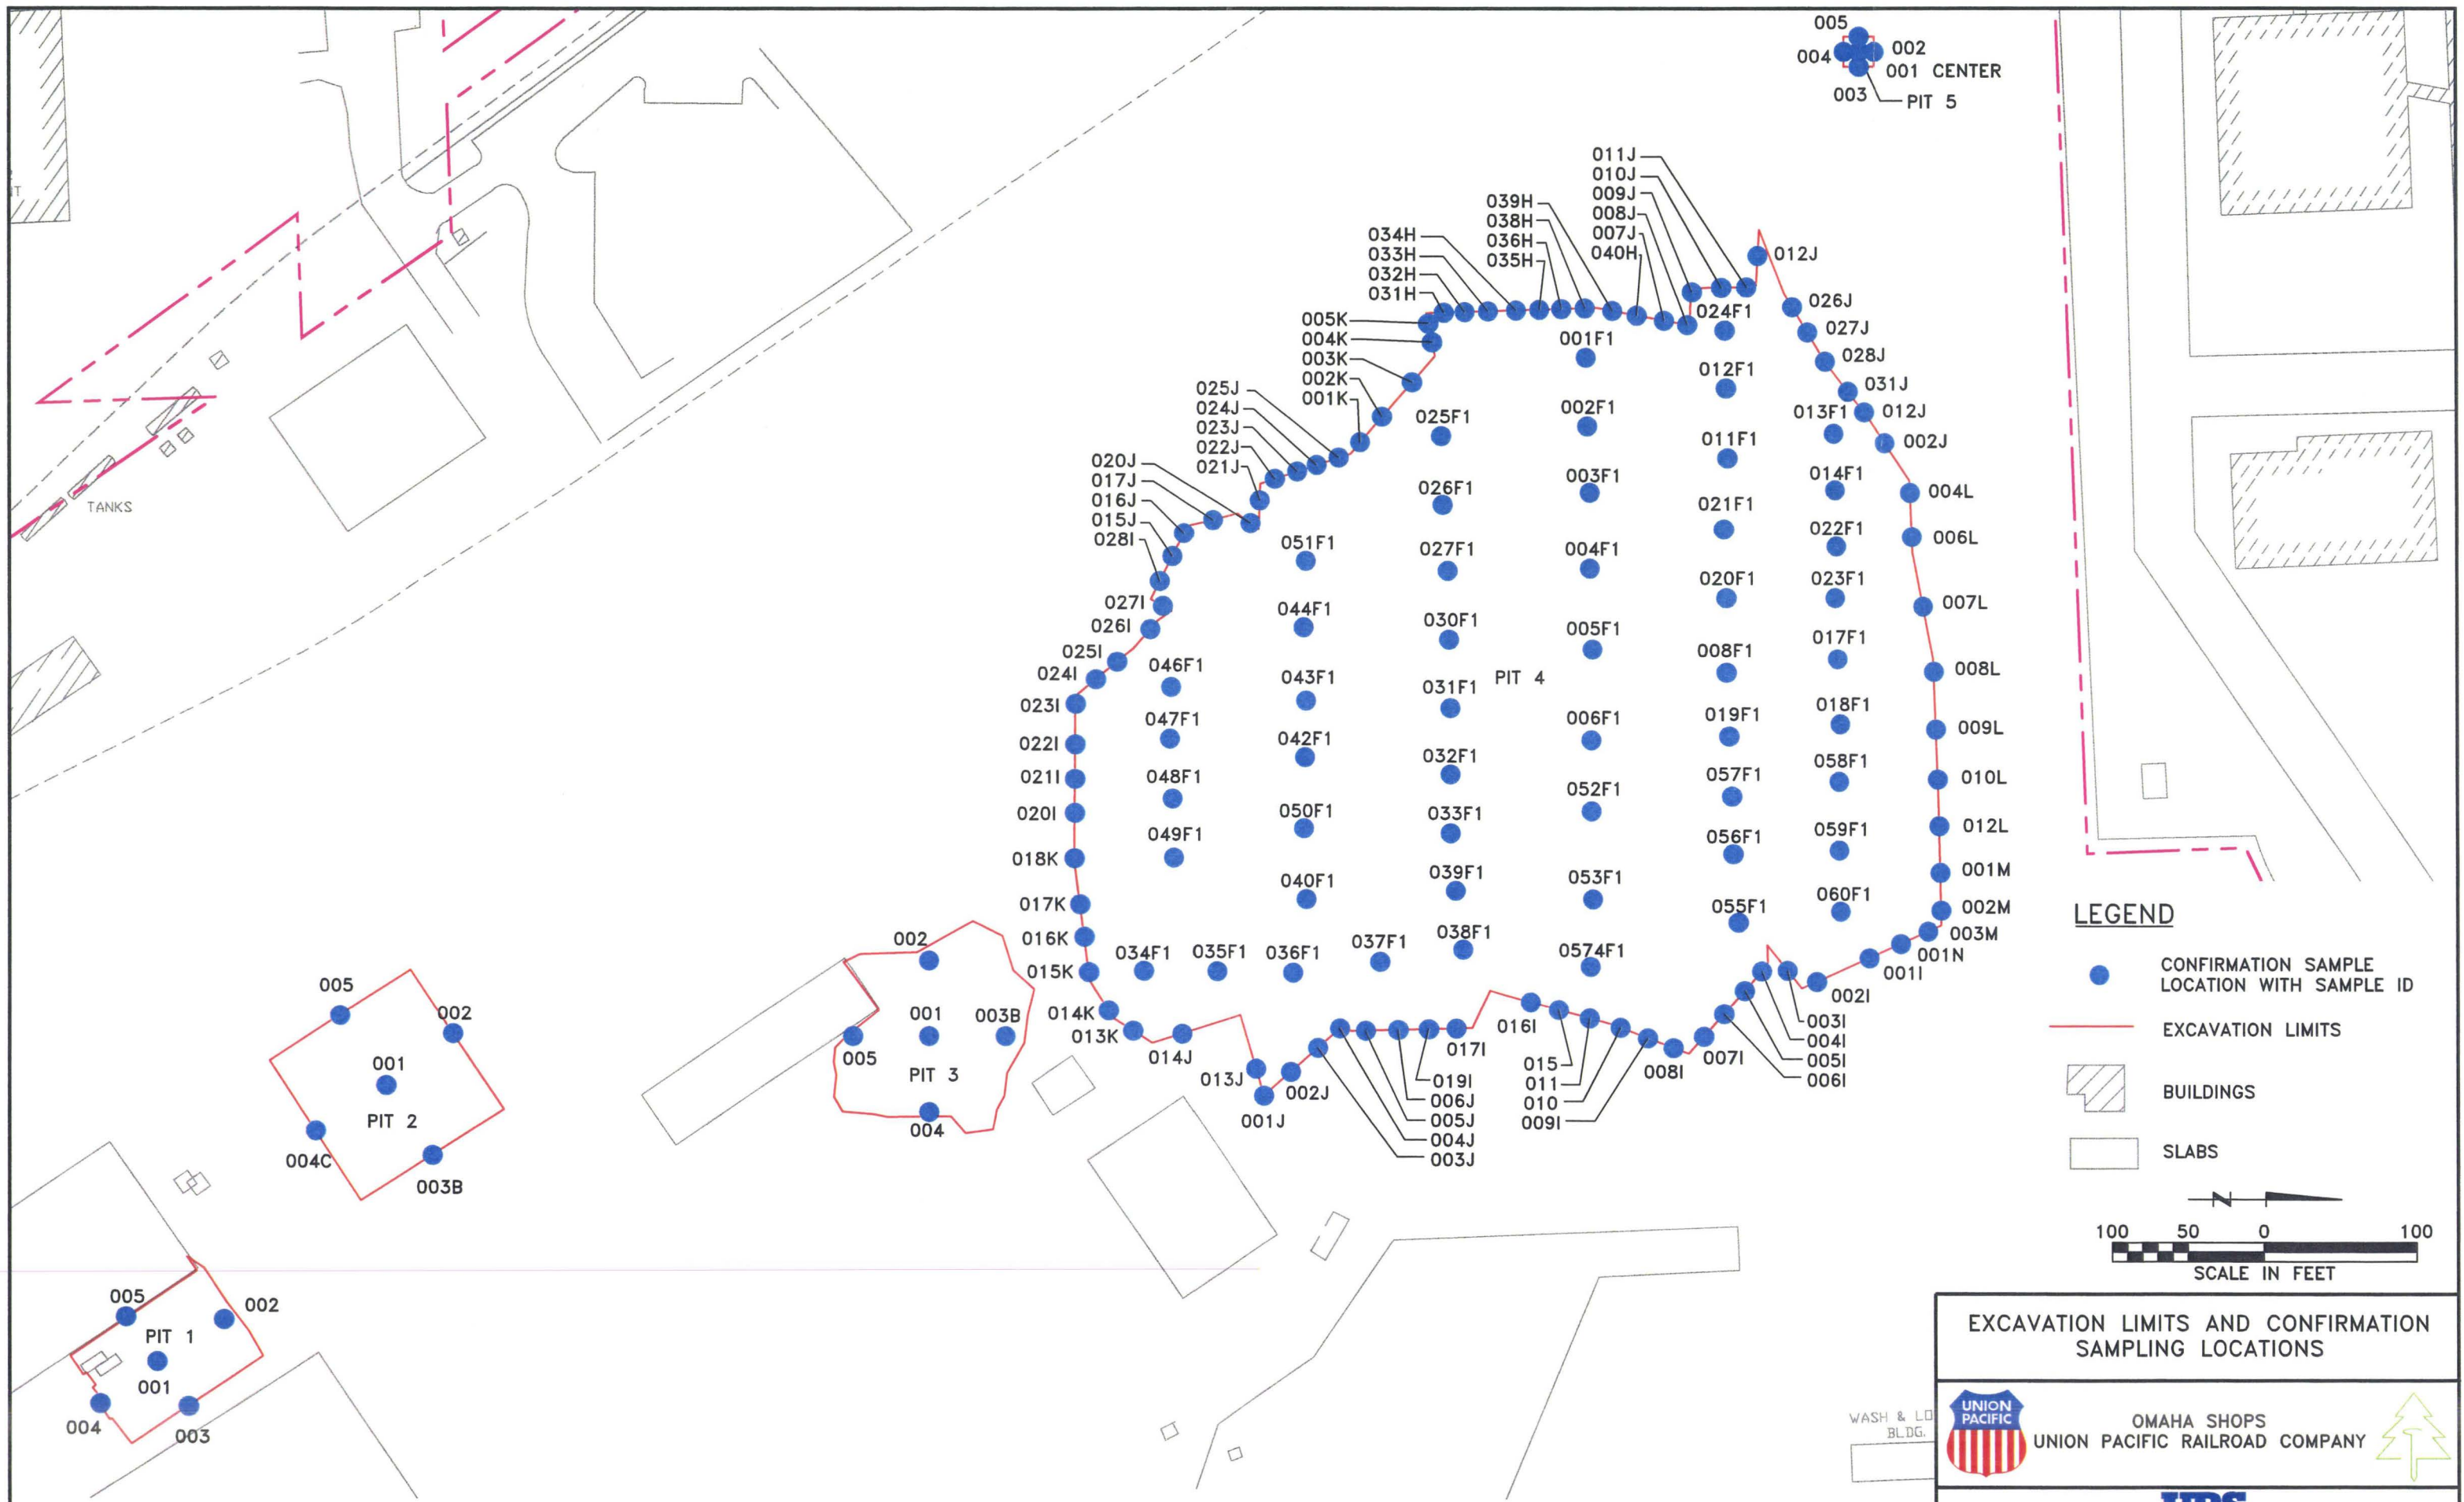 005
004
002
001 CENTER
003
PIT 5
011J
010J
009J
008J
007J
040H
039H
038H
036H
035H
034H
033H
032H
031H
012J
026J
027J
028J
031J
012J
002J
004L
006L
007L
008L
009L
010L
012L
001M
002M
003M
001N
001I
002I
003I
004I
005I
006I
007I
008I
009I
010
011
015
016I
017I
019I
006J
005J
004J
003J
002J
001J
013J
014J
013K
014K
015K
016K
017K
018K
020I
021I
022I
023I
024I
025I
026I
027I
028I
015J
016J
017J
020J
021J
022J
023J
024J
025J
001K
002K
003K
004K
005K
024F1
001F1
012F1
025F1
002F1
013F1
011F1
026F1
003F1
014F1
021F1
051F1
027F1
004F1
022F1
020F1
023F1
044F1
030F1
005F1
017F1
046F1
043F1
031F1
PIT 4
008F1
047F1
006F1
019F1
018F1
042F1
032F1
048F1
052F1
057F1
058F1
050F1
033F1
049F1
056F1
059F1
040F1
039F1
053F1
055F1
060F1
034F1
035F1
036F1
037F1
038F1
0574F1
TANKS
002
001
003B
005
PIT 3
004
005
002
001
PIT 2
004C
003B
005
002
PIT 1
001
004
003
LEGEND
CONFIRMATION SAMPLE
LOCATION WITH SAMPLE ID
EXCAVATION LIMITS
BUILDINGS
SLABS
N
100 50 0 100
SCALE IN FEET
EXCAVATION LIMITS AND CONFIRMATION
SAMPLING LOCATIONS
UNION
PACIFIC
OMAHA SHOPS
UNION PACIFIC RAILROAD COMPANY
WASH & LO
BLDG.